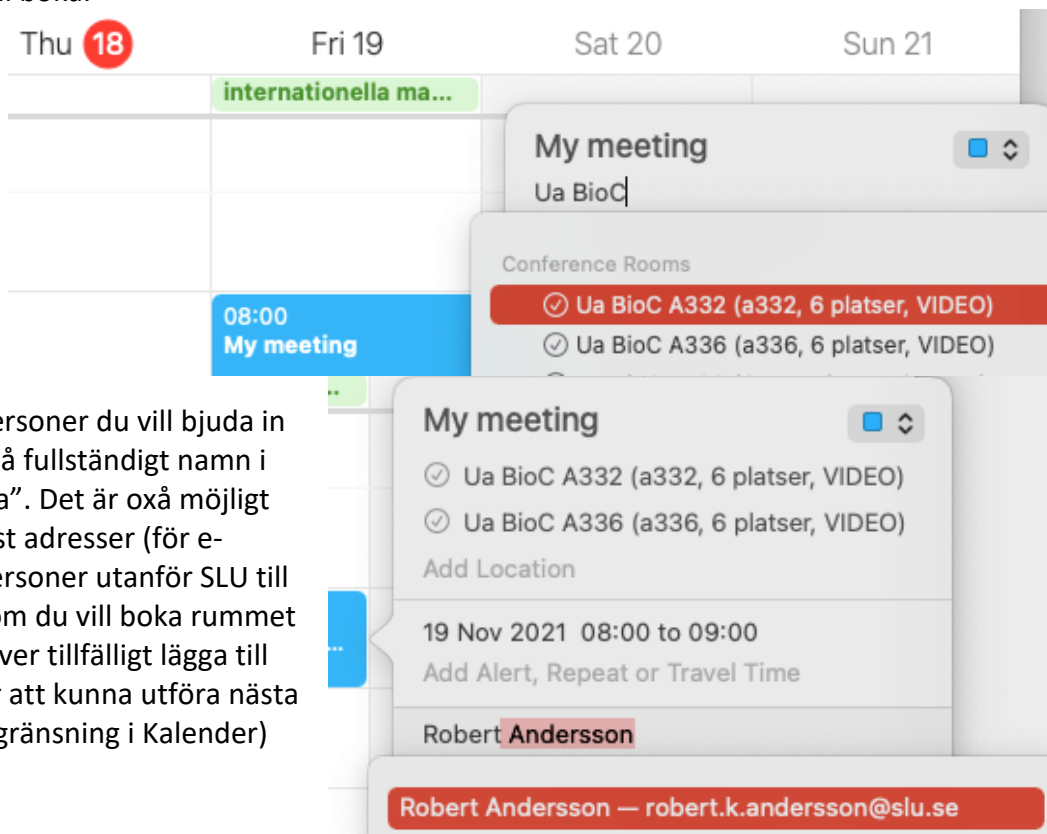 Thu 18 Fri 19 Sat 20 Sun 21
internationella ma...
My meeting
Ua BioC
Conference Rooms
Ua BioC A332 (a332, 6 platser, VIDEO)
08:00
My meeting
Ua BioC A336 (a336, 6 platser, VIDEO)
ersoner du vill bjuda in
å fullständigt namn i
a”. Det är oxå möjligt
st adresser (för e-
ersoner utanför SLU till
om du vill boka rummet
ver tillfälligt lägga till
r att kunna utföra nästa
gränsning i Kalender)
My meeting
Ua BioC A332 (a332, 6 platser, VIDEO)
Ua BioC A336 (a336, 6 platser, VIDEO)
Add Location
19 Nov 2021 08:00 to 09:00
Add Alert, Repeat or Travel Time
Robert Andersson
Robert Andersson — robert.k.andersson@slu.se